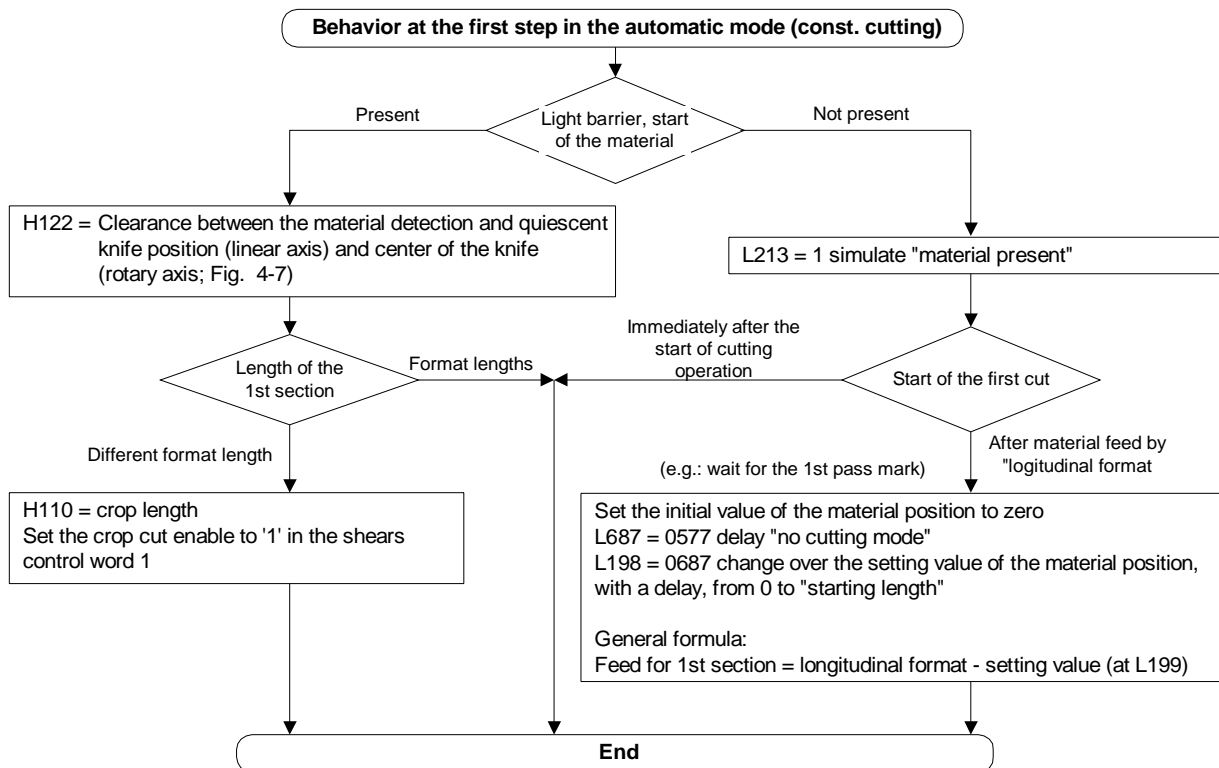 Behavior at the first step in the automatic mode (const. cutting)
Light barrier, start
of the material
Present
Not present
H122 = Clearance between the material detection and quiescent
knife position (linear axis) and center of the knife
(rotary axis; Fig. 4-7)
L213 = 1 simulate "material present"
Length of the
1st section
Format lengths
Immediately after the
start of cutting
operation
Start of the first cut
Different format length
(e.g.: wait for the 1st pass mark)
After material feed by
"logitudinal format
H110 = crop length
Set the crop cut enable to '1' in the shears
control word 1
Set the initial value of the material position to zero
L687 = 0577 delay "no cutting mode"
L198 = 0687 change over the setting value of the material position,
with a delay, from 0 to "starting length"
General formula:
Feed for 1st section = longitudinal format - setting value (at L199)
End